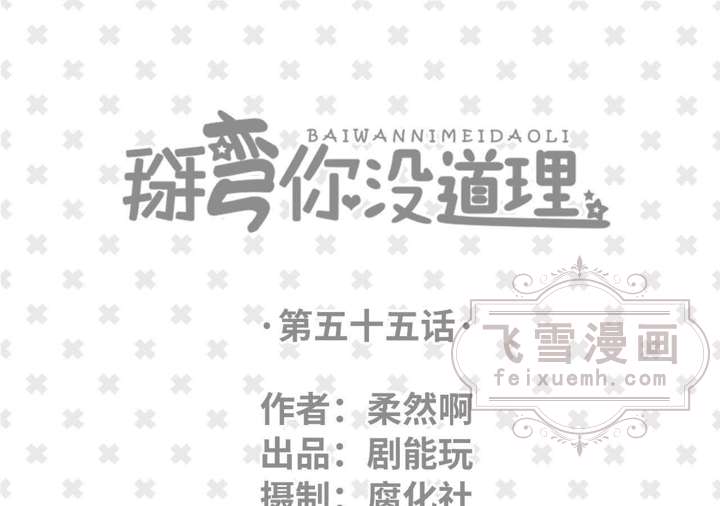 BAIWANNIMEIDAOLI
掰弯你没道理
·第五十五话·
飞雪漫画
feixuemh.com
作者：柔然啊
出品：剧能玩
摄制：腐化社